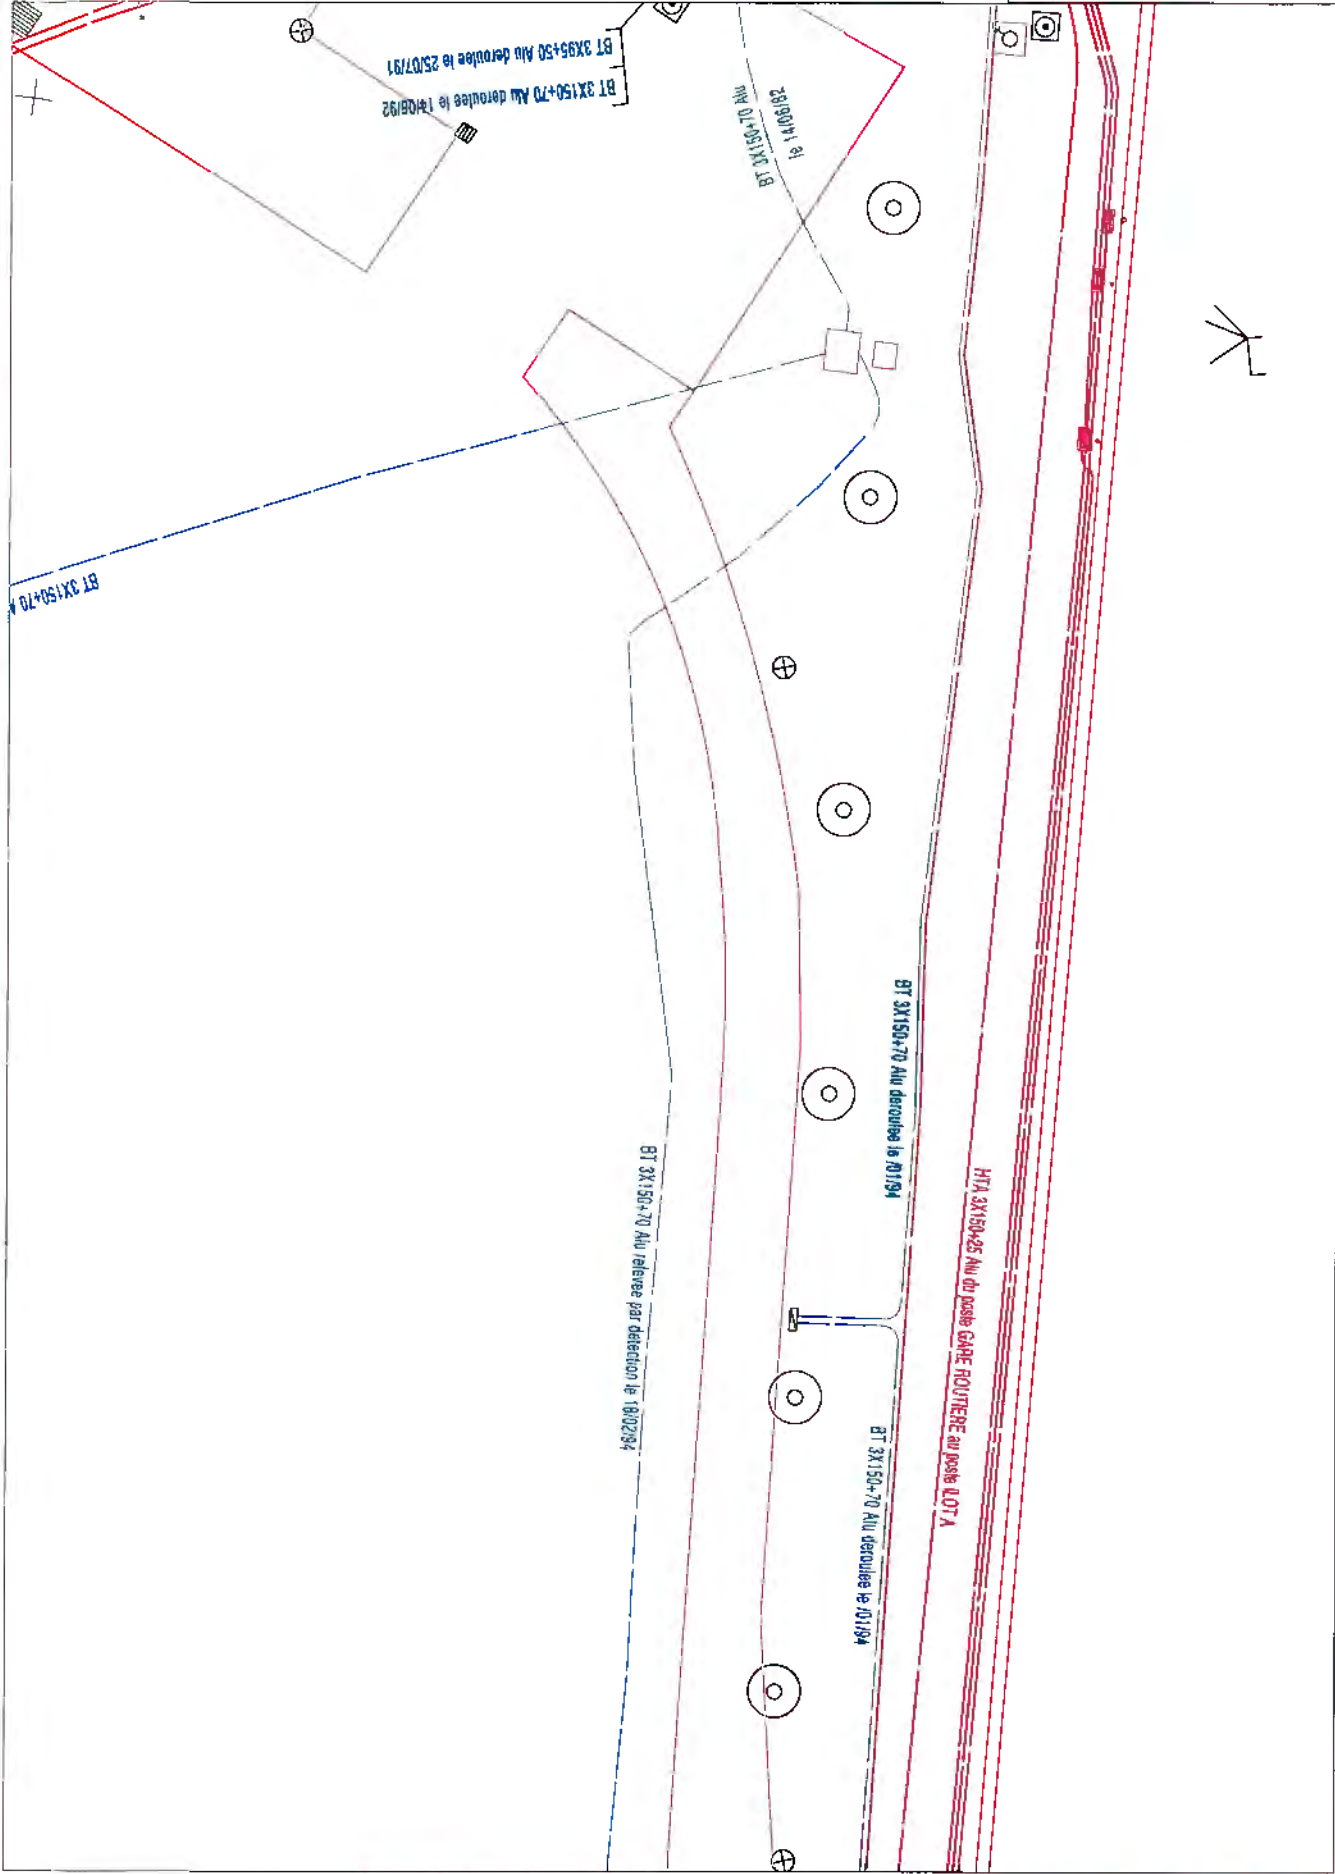 BT 3X95+50 Alu deroulee le 25/07/91
BT 3X150+70 Alu deroulee le 14/08/92
BT 3X150+70 Alu
le 14/06/82
BT 3X150+70
BT 3X150+70 Alu deroulee le /01/94
HTA 3X150+25 Alu du poste GARE ROUTIERE au poste ILOT A
BT 3X150+70 Alu relevee par detection le 18/02/94
BT 3X150+70 Alu deroulee le /01/94